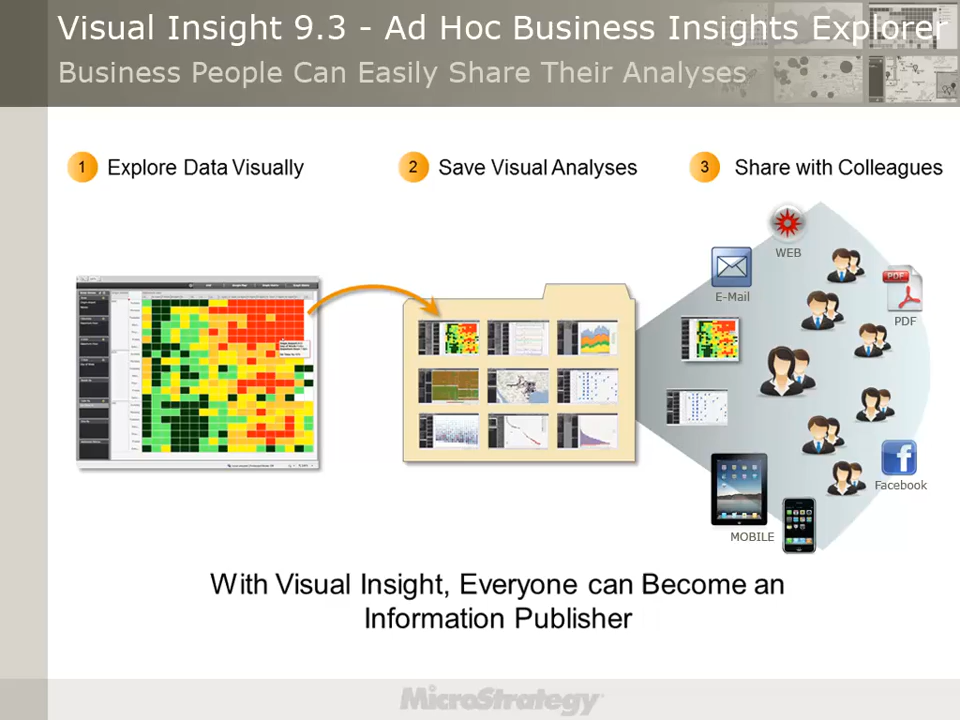 Visual Insight 9.3 - Ad Hoc Business Insights Explorer
Business People Can Easily Share Their Analyses
1 Explore Data Visually
2 Save Visual Analyses
3 Share with Colleagues
WEB
E-Mail
PDF
PDF
Facebook
MOBILE
With Visual Insight, Everyone can Become an
Information Publisher
MicroStrategy